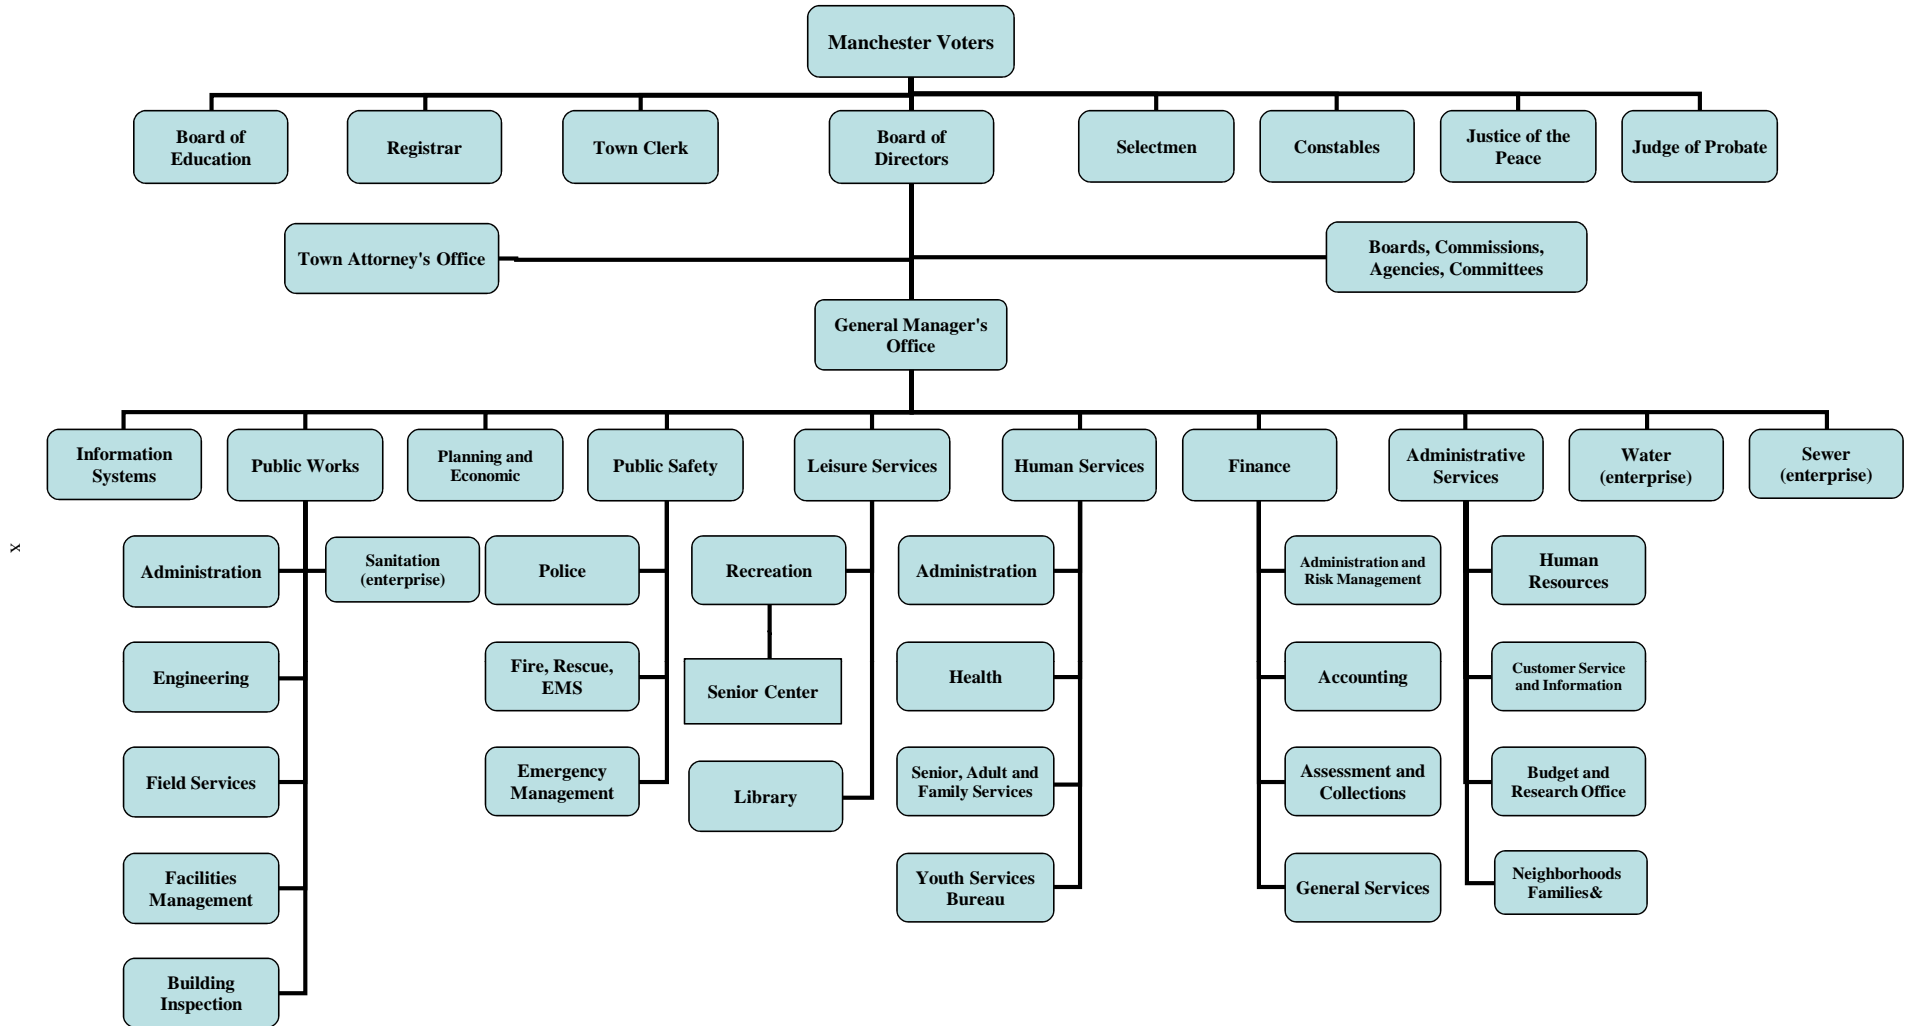 Manchester Voters
Board of
Education
Registrar
Town Clerk
Board of
Directors
Selectmen
Constables
Justice of the
Peace
Judge of Probate
Town Attorney's Office
Boards, Commissions,
Agencies, Committees
General Manager's
Office
Information
Systems
Public Works
Planning and
Economic
Public Safety
Leisure Services
Human Services
Finance
Administrative
Services
Water
(enterprise)
Sewer
(enterprise)
x
Administration
Sanitation
(enterprise)
Engineering
Field Services
Facilities
Management
Building
Inspection
Police
Fire, Rescue,
EMS
Emergency
Management
Recreation
Senior Center
Library
Administration
Health
Senior, Adult and
Family Services
Youth Services
Bureau
Administration and
Risk Management
Accounting
Assessment and
Collections
General Services
Human
Resources
Customer Service
and Information
Budget and
Research Office
Neighborhoods
Families&